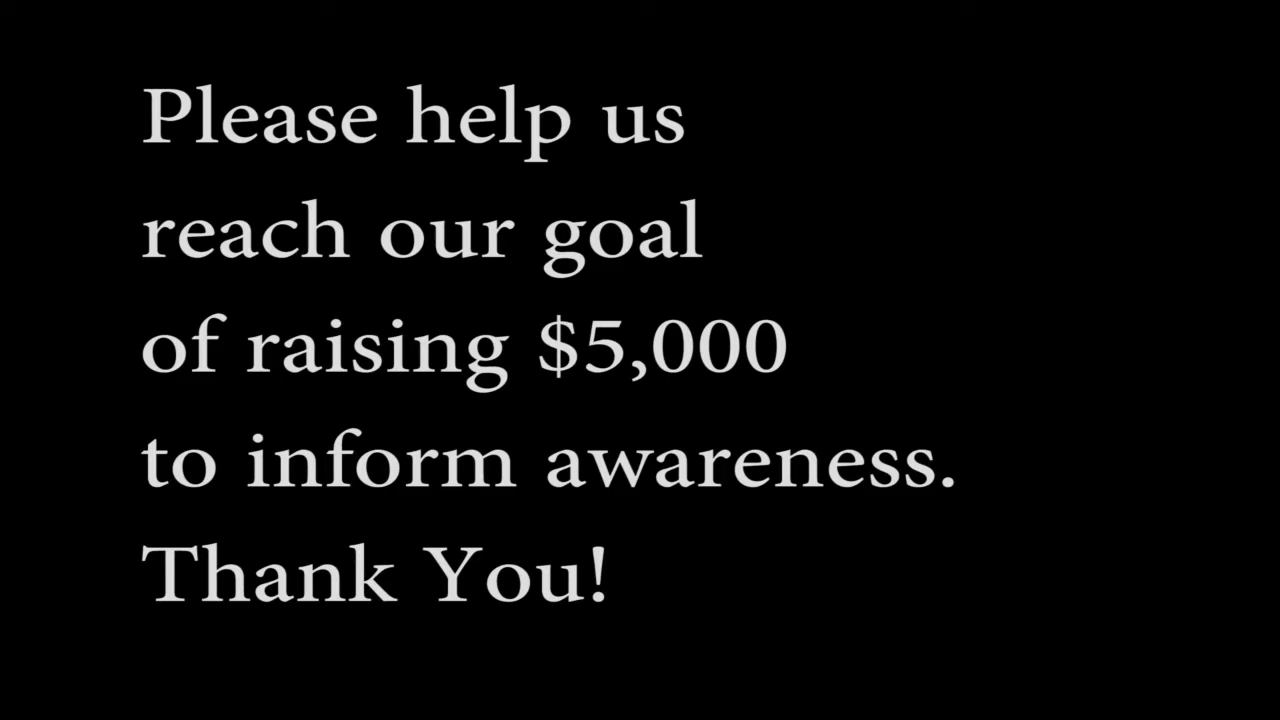 Please help us
reach our goal
of raising $5,000
to inform awareness.
Thank You!